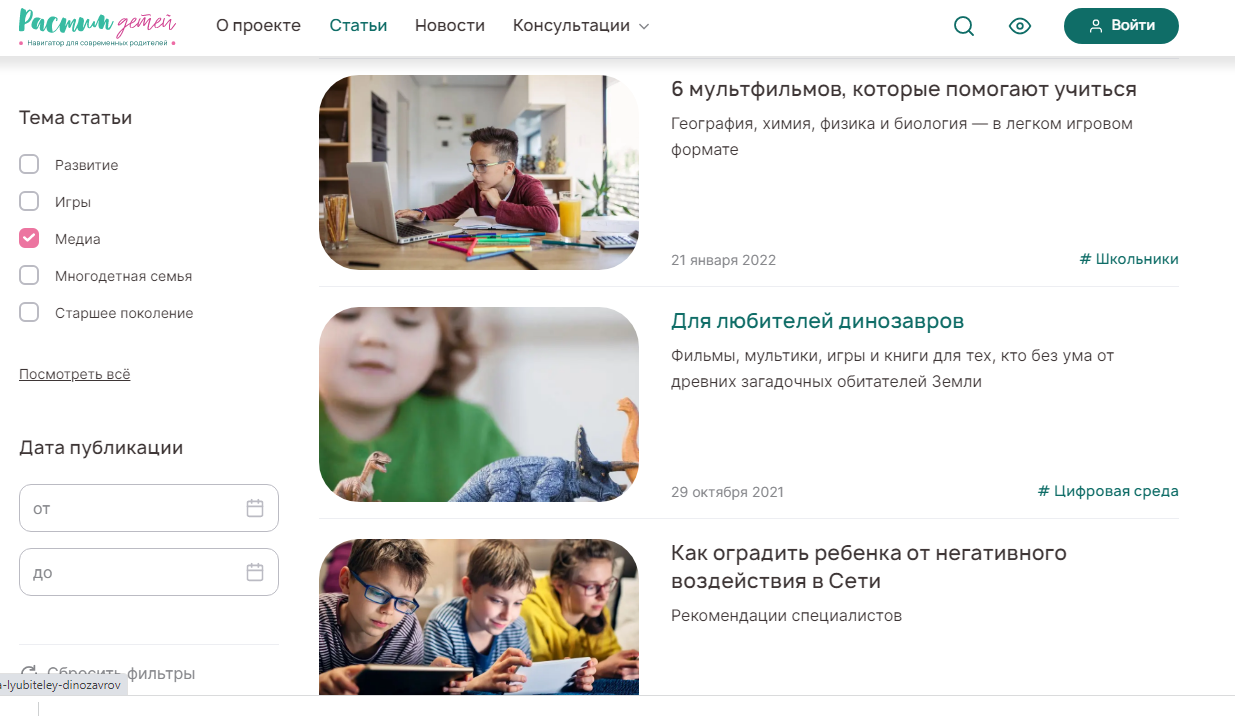 Растим детей
Навигатор для современных родителей
О проекте
Статьи
Новости
Консультации
Войти
Тема статьи
Развитие
Игры
Медиа
Многодетная семья
Старшее поколение
Посмотреть всё
Дата публикации
от
до
Сбросить фильтры
-lyubiteley-dinozavrov
6 мультфильмов, которые помогают учиться
География, химия, физика и биология — в легком игровом
формате
21 января 2022
# Школьники
Для любителей динозавров
Фильмы, мультики, игры и книги для тех, кто без ума от
древних загадочных обитателей Земли
29 октября 2021
# Цифровая среда
Как оградить ребенка от негативного
воздействия в Сети
Рекомендации специалистов